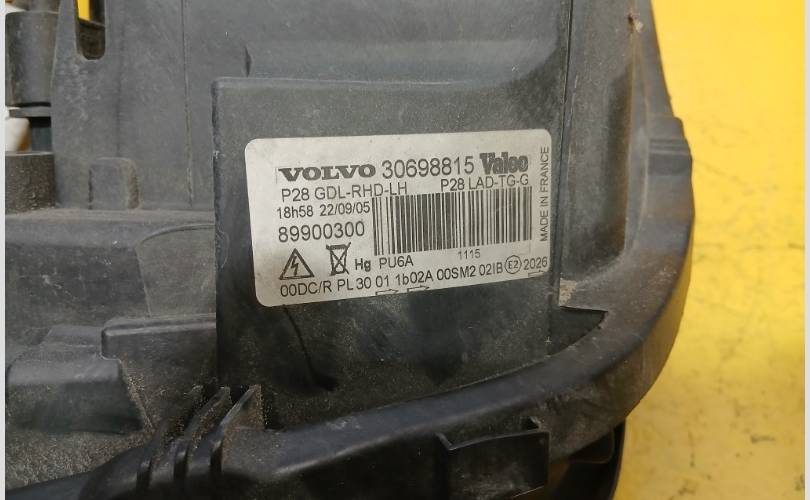 VOLVO 30698815 Valeo
P28 GDL-RHD-LH P28 LAD-TG-G
18h58 22/09/05
89900300
MADE IN FRANCE
Hg PU6A 1115
00DC/R PL 30 01 1b02A 00SM2 02IB E2 2026